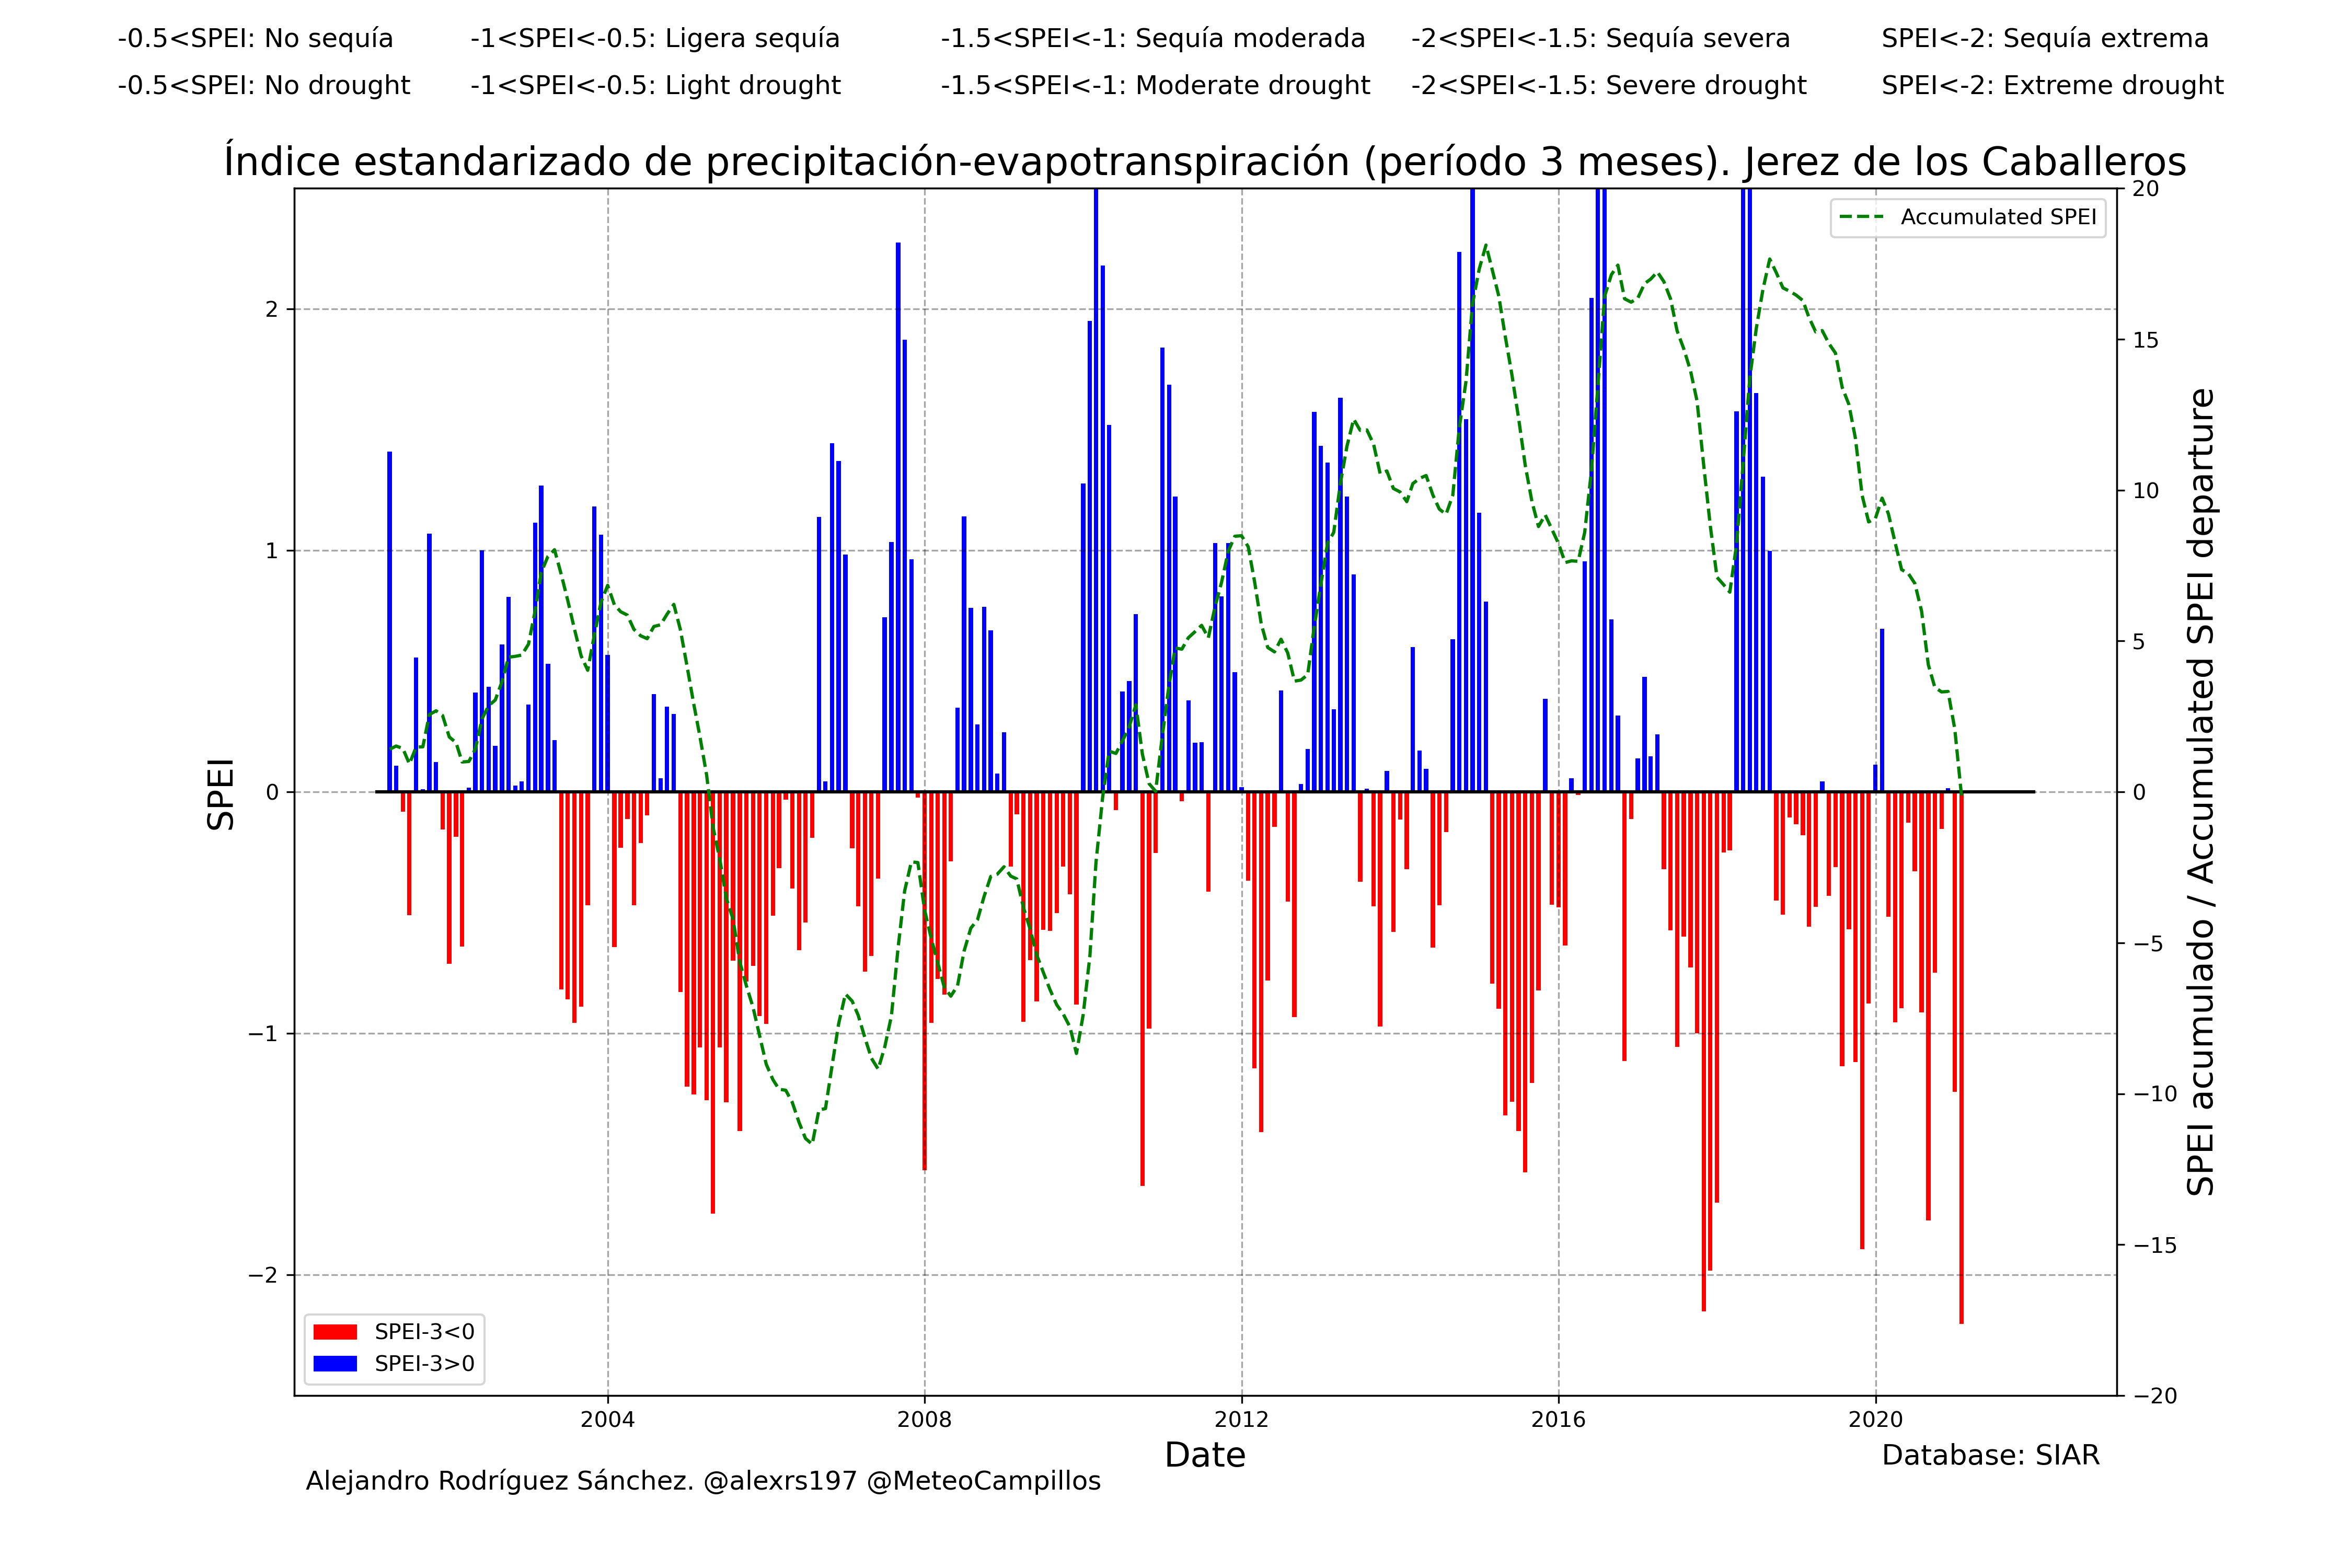 -0.5<SPEI: No sequía -1<SPEI<-0.5: Ligera sequía -1.5<SPEI<-1: Sequía moderada -2<SPEI<-1.5: Sequía severa SPEI<-2: Sequía extrema
-0.5<SPEI: No drought -1<SPEI<-0.5: Light drought -1.5<SPEI<-1: Moderate drought -2<SPEI<-1.5: Severe drought SPEI<-2: Extreme drought
Índice estandarizado de precipitación-evapotranspiración (período 3 meses). Jerez de los Caballeros
Accumulated SPEI
SPEI
2
1
0
−1
−2
20
15
10
5
0
−5
−10
−15
−20
SPEI acumulado / Accumulated SPEI departure
SPEI-3<0
SPEI-3>0
2004 2008 2012 2016 2020
Date
Database: SIAR
Alejandro Rodríguez Sánchez. @alexrs197 @MeteoCampillos